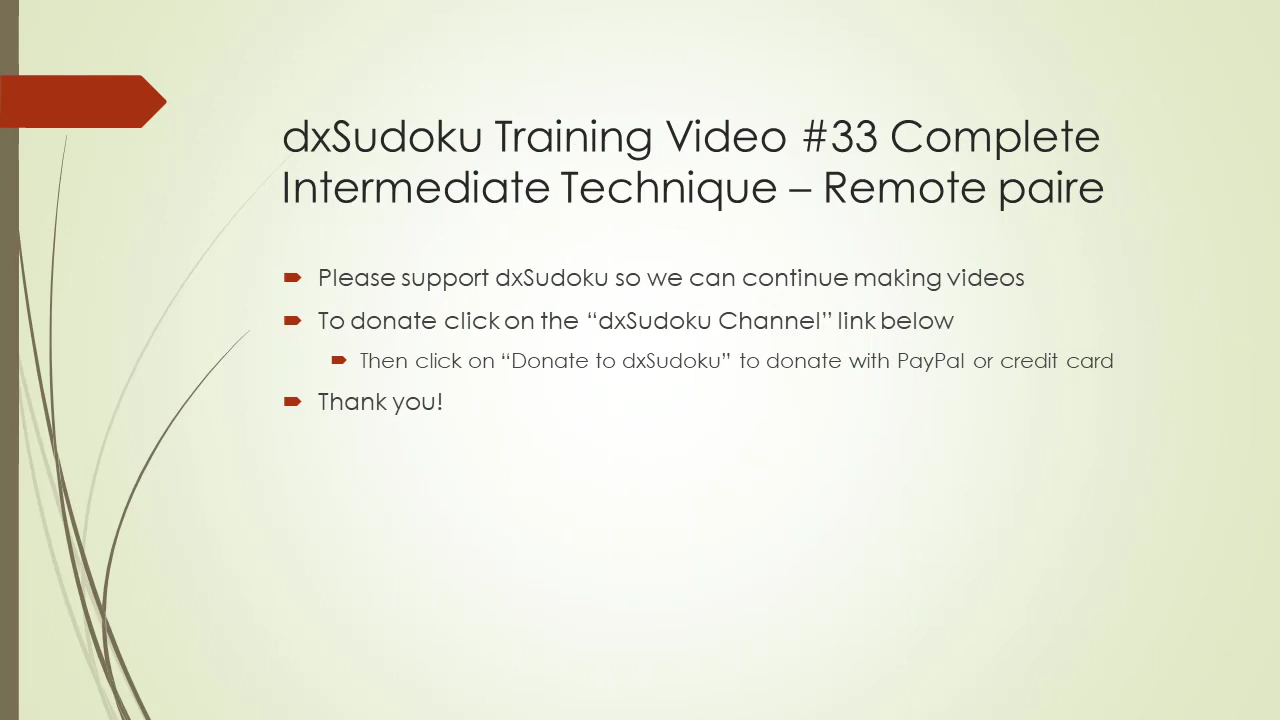 dxSudoku Training Video #33 Complete
Intermediate Technique – Remote paire
Please support dxSudoku so we can continue making videos
To donate click on the “dxSudoku Channel” link below
Then click on “Donate to dxSudoku” to donate with PayPal or credit card
Thank you!